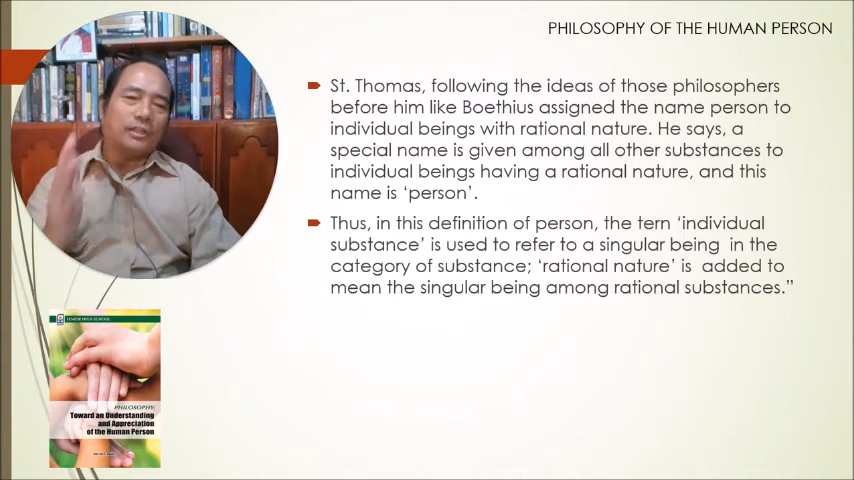 PHILOSOPHY OF THE HUMAN PERSON
St. Thomas, following the ideas of those philosophers
before him like Boethius assigned the name person to
individual beings with rational nature. He says, a
special name is given among all other substances to
individual beings having a rational nature, and this
name is ‘person’.
Thus, in this definition of person, the tern ‘individual
substance’ is used to refer to a singular being in the
category of substance; ‘rational nature’ is added to
mean the singular being among rational substances.”
SENIOR HIGH SCHOOL
PHILOSOPHY:
Toward an Understanding
and Appreciation
of the Human Person